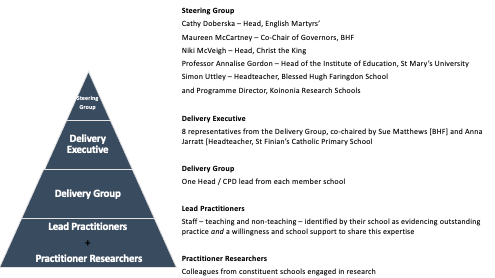 Steering Group
Cathy Doberska – Head, English Martyrs’
Maureen McCartney – Co-Chair of Governors, BHF
Niki McVeigh – Head, Christ the King
Professor Annalise Gordon – Head of the Institute of Education, St Mary’s University
Simon Uttley – Headteacher, Blessed Hugh Faringdon School
and Programme Director, Koinonia Research Schools
Delivery Executive
8 representatives from the Delivery Group, co-chaired by Sue Matthews [BHF] and Anna
Jarratt [Headteacher, St Finian’s Catholic Primary School
Delivery Group
One Head / CPD lead from each member school
Lead Practitioners
Staff – teaching and non-teaching – identified by their school as evidencing outstanding
practice and a willingness and school support to share this expertise
Practitioner Researchers
Colleagues from constituent schools engaged in research
Steering
Group
Delivery
Executive
Delivery Group
Lead Practitioners
+
Practitioner Researchers